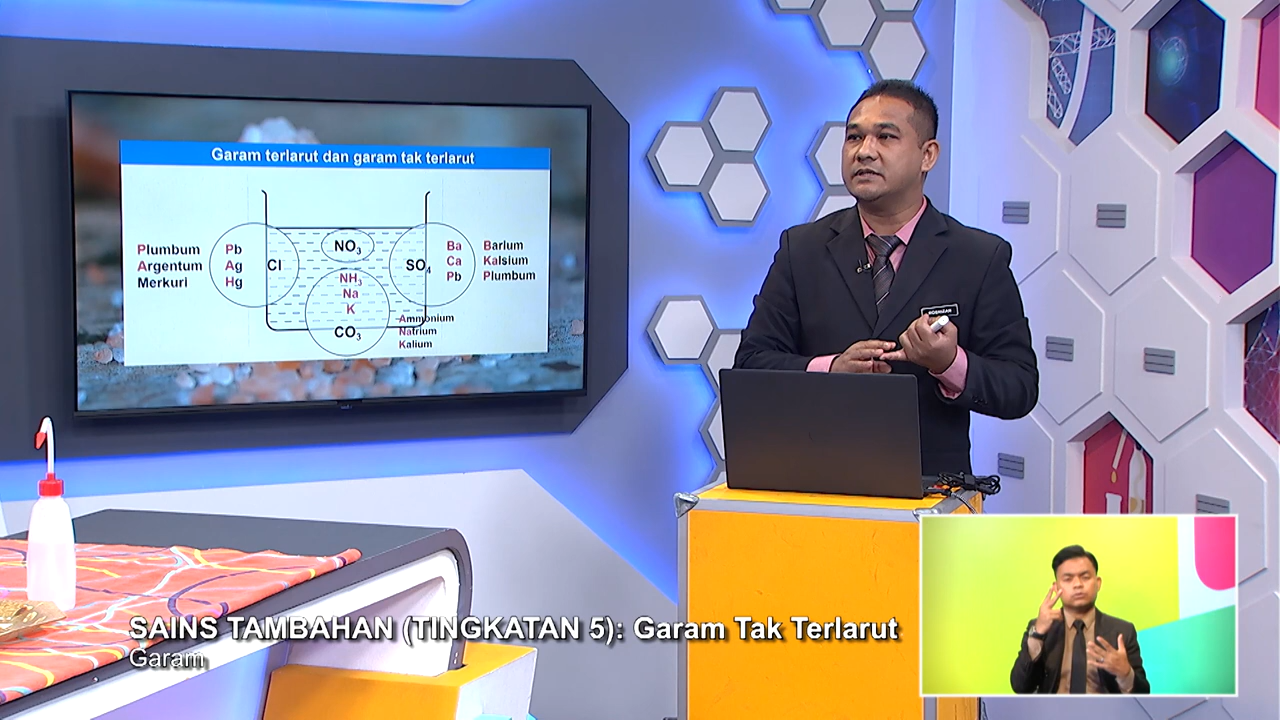 Garam terlarut dan garam tak terlarut
Plumbum Pb
Argentum Ag
Merkuri Hg
Cl
NO3
SO4
Ba Barium
Ca Kalsium
Pb Plumbum
NH3
Na
K
CO3
Ammonium
Natrium
Kalium
ROSHIZAN
SAINS TAMBAHAN (TINGKATAN 5): Garam Tak Terlarut
Garam